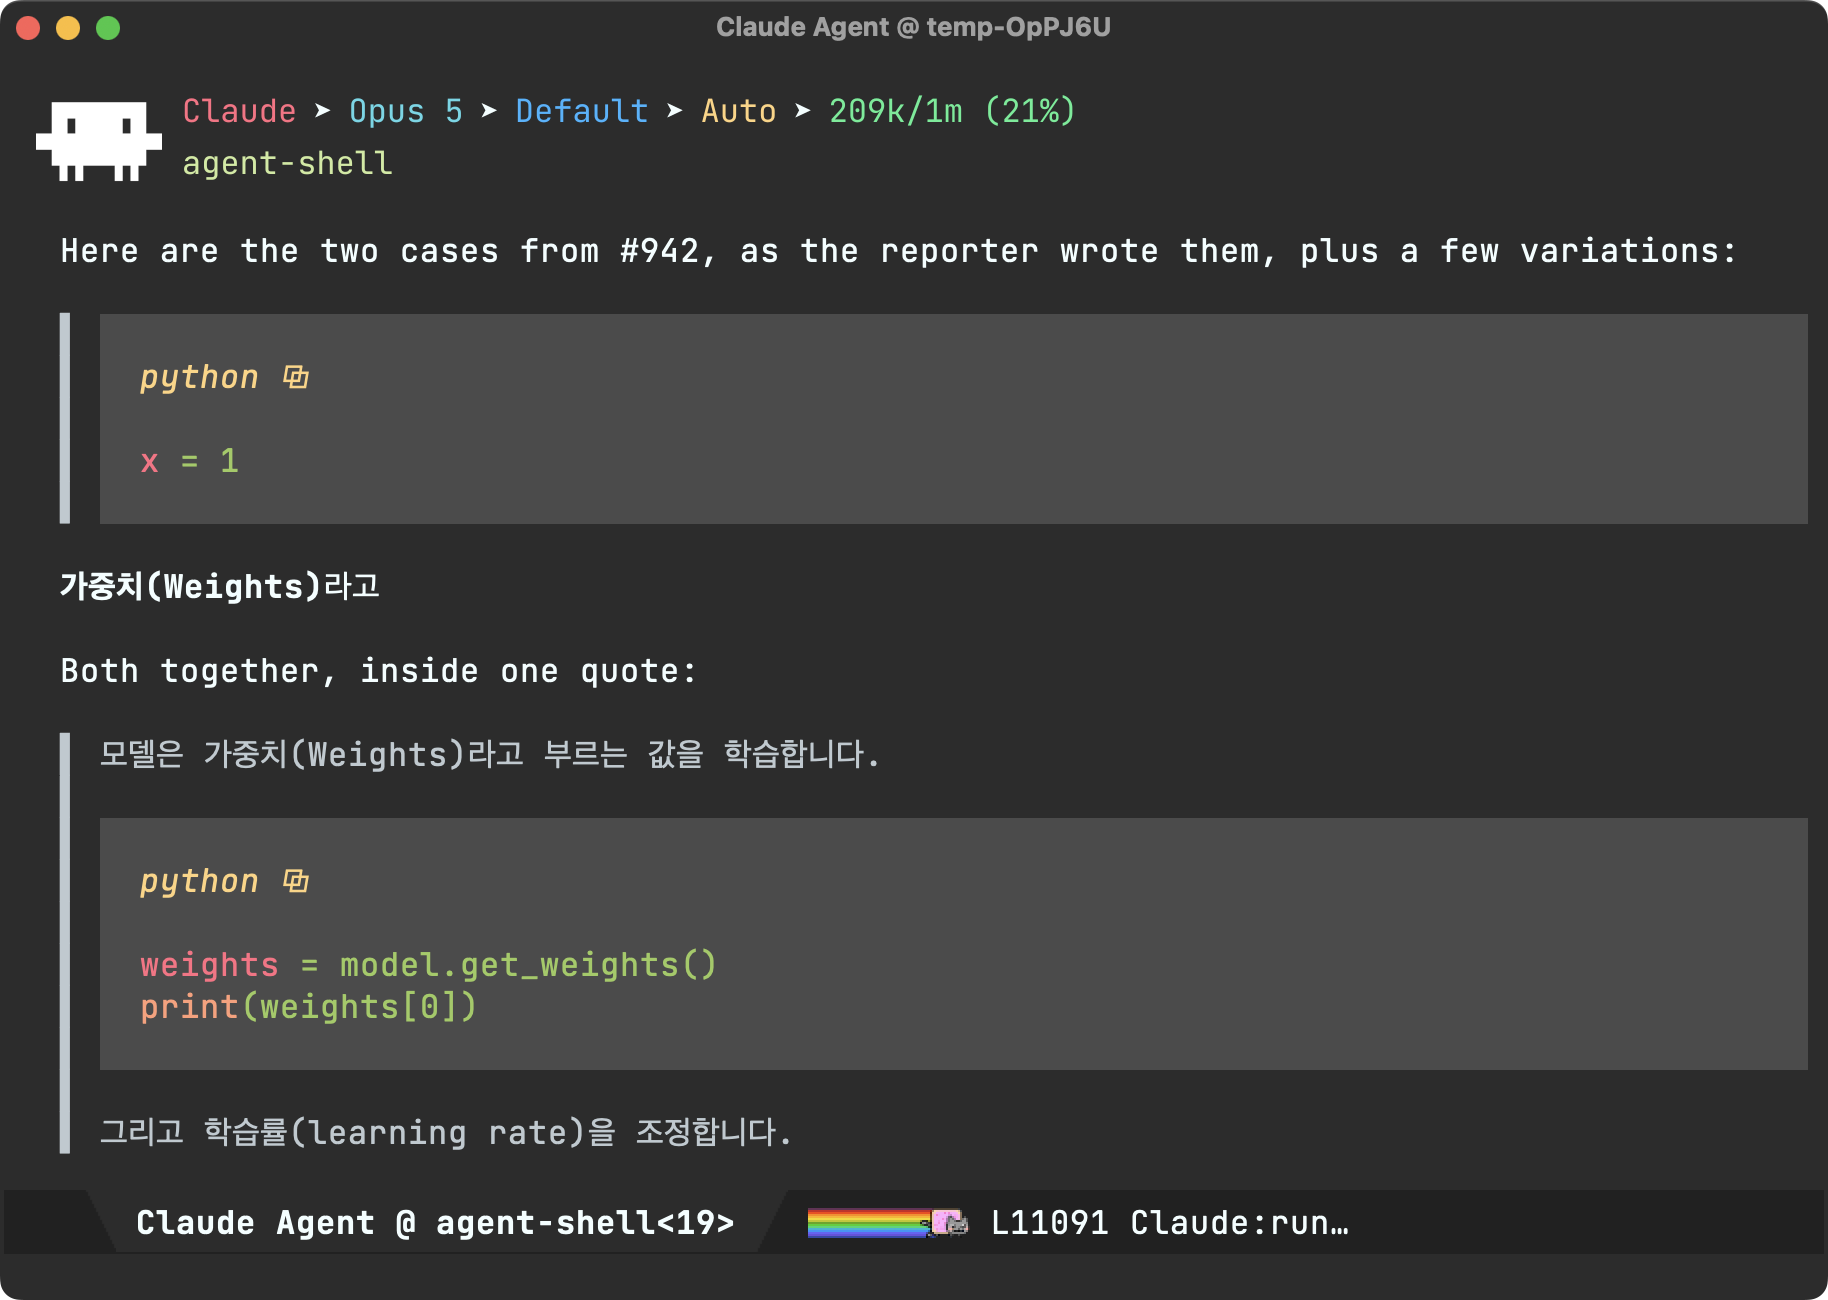 Claude Agent @ temp-OpPJ6U
Claude ➤ Opus 5 ➤ Default ➤ Auto ➤ 209k/1m (21%)
agent-shell
Here are the two cases from #942, as the reporter wrote them, plus a few variations:
python
x = 1
가중치(Weights)라고
Both together, inside one quote:
모델은 가중치(Weights)라고 부르는 값을 학습합니다.
python
weights = model.get_weights()
print(weights[0])
그리고 학습률(learning rate)을 조정합니다.
Claude Agent @ agent-shell<19>
L11091 Claude:run…